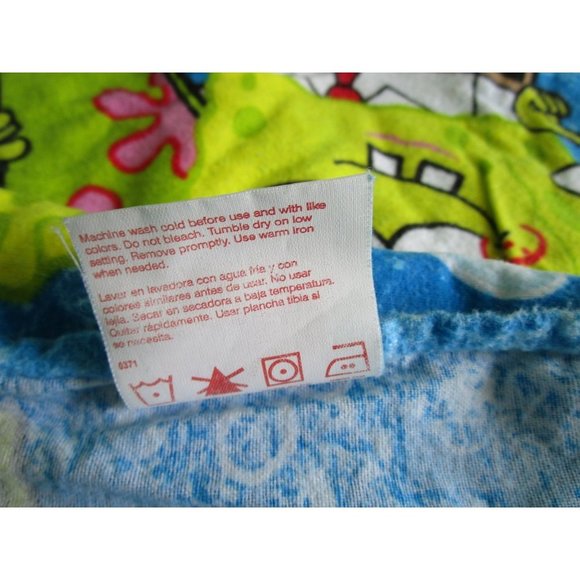 Machine wash cold before use and with like
colors. Do not bleach. Tumble dry on low
setting. Remove promptly. Use warm iron
when needed.
Lavar en lavadora con agua fria y con
colores similares antes de usar. No usar
lejia. Secar en secadora a baja temperatura.
Quitar rápidamente. Usar plancha tibia si
se necesita.
0371